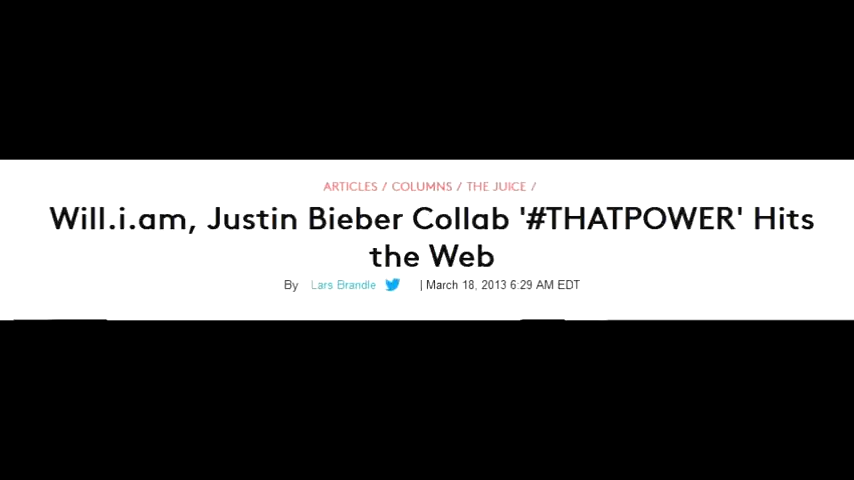 ARTICLES / COLUMNS / THE JUICE /
Will.i.am, Justin Bieber Collab '#THATPOWER' Hits
the Web
By Lars Brandle | March 18, 2013 6:29 AM EDT